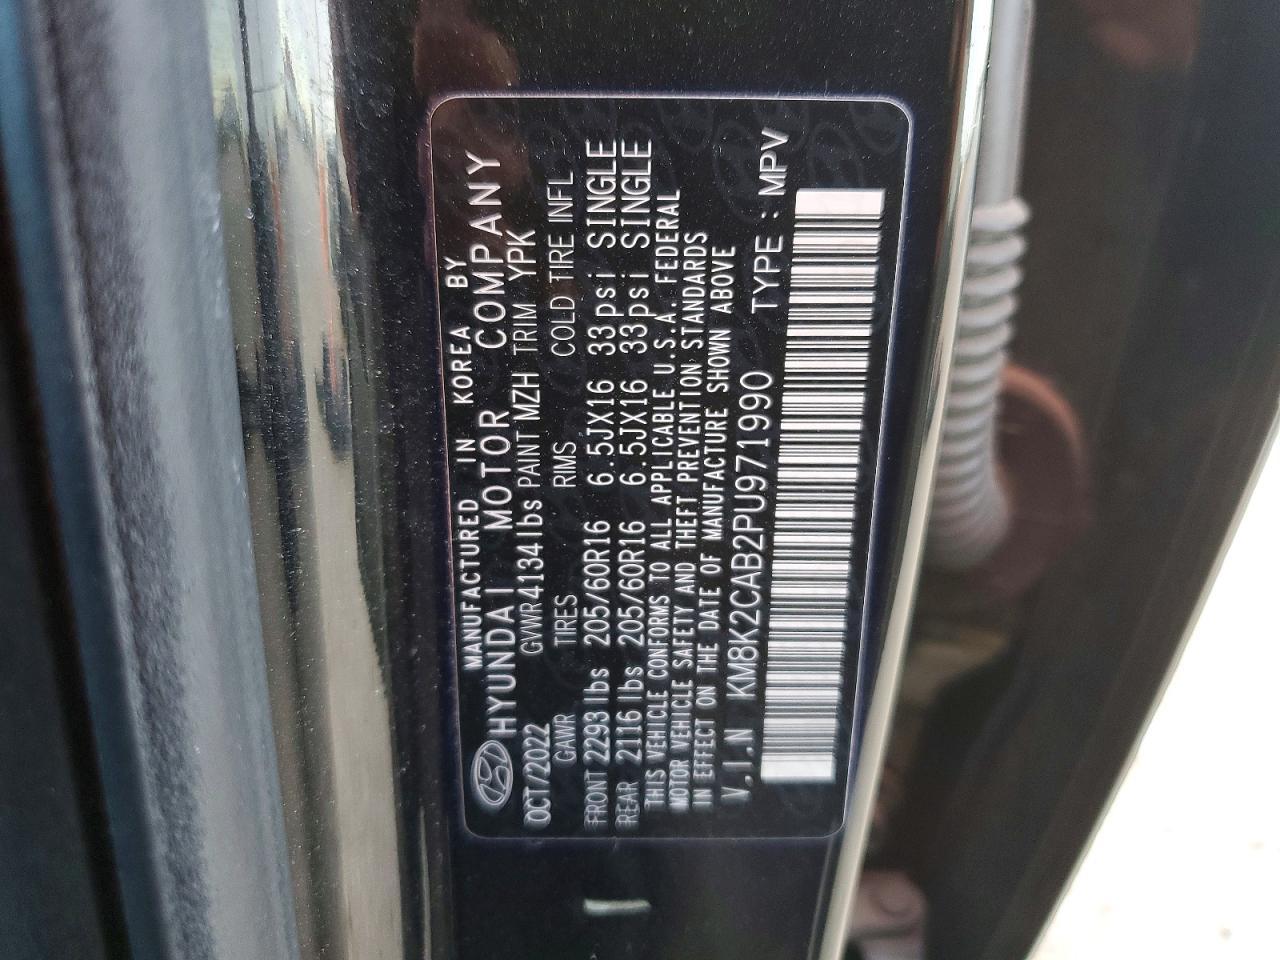 MANUFACTURED IN KOREA BY
HYUNDAI MOTOR COMPANY
OCT/2022 GVWR 4134 lbs PAINT MZH TRIM YPK
GAWR TIRES RIMS COLD TIRE INFL
FRONT 2293 lbs 205/60R16 6.5JX16 33psi SINGLE
REAR 2116 lbs 205/60R16 6.5JX16 33psi SINGLE
THIS VEHICLE CONFORMS TO ALL APPLICABLE U.S.A. FEDERAL
MOTOR VEHICLE SAFETY AND THEFT PREVENTION STANDARDS
IN EFFECT ON THE DATE OF MANUFACTURE SHOWN ABOVE
V.I.N KM8K2CAB2PU971990 TYPE : MPV